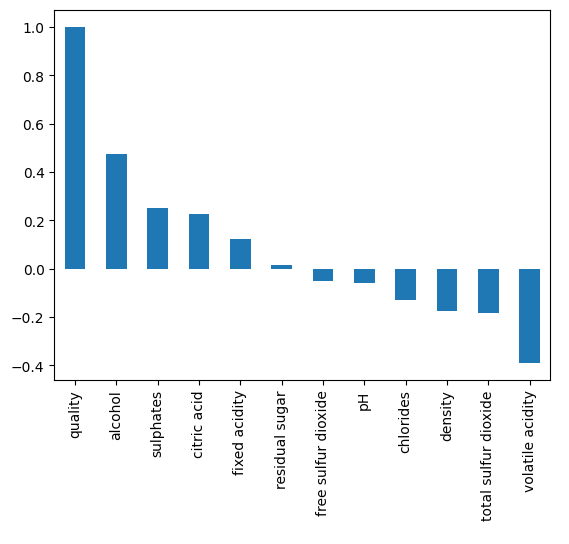 1.0
0.8
0.6
0.4
0.2
0.0
−0.2
−0.4
quality
alcohol
sulphates
citric acid
fixed acidity
residual sugar
free sulfur dioxide
pH
chlorides
density
total sulfur dioxide
volatile acidity